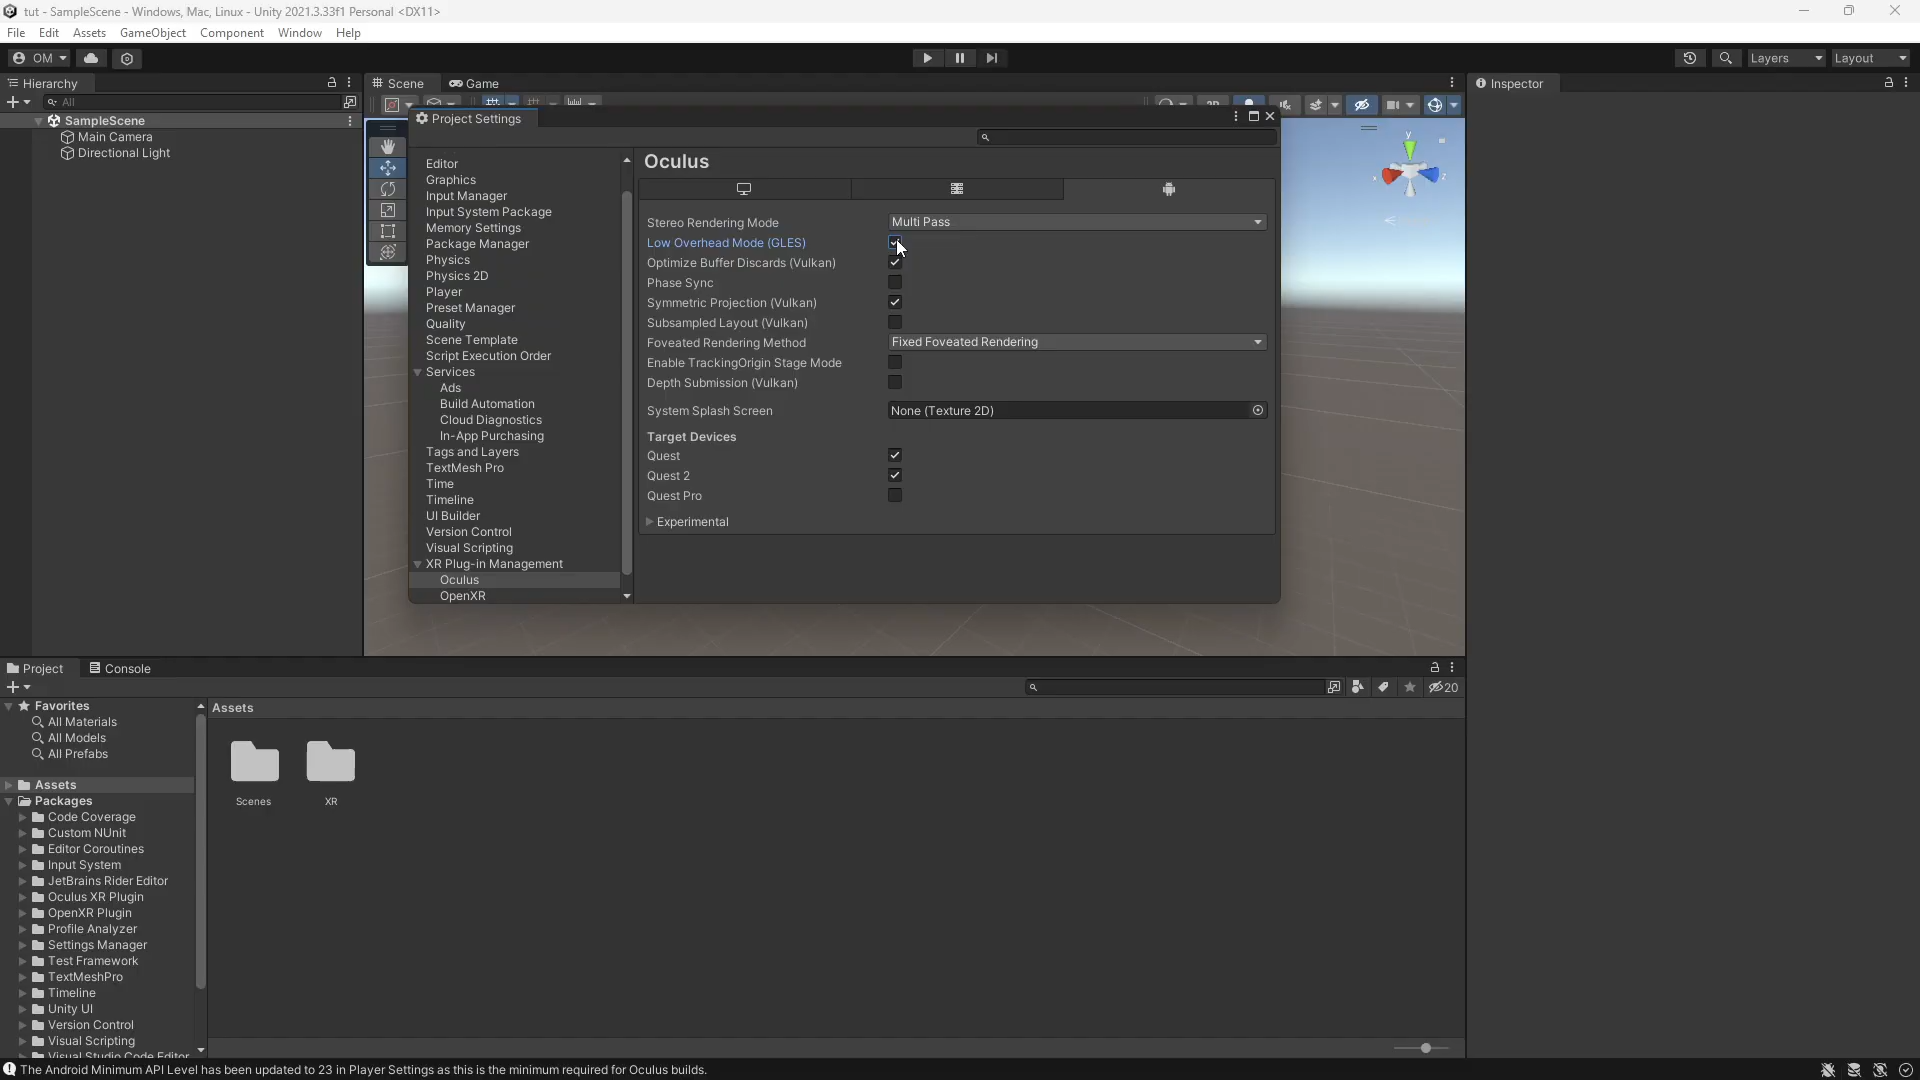 tut - SampleScene - Windows, Mac, Linux - Unity 2021.3.33f1 Personal <DX11>
File Edit Assets GameObject Component Window Help
OM
Layers
Layout
Hierarchy
All
SampleScene
Main Camera
Directional Light
Scene
Game
Inspector
y
x
z
Project Settings
Editor
Graphics
Input Manager
Input System Package
Memory Settings
Package Manager
Physics
Physics 2D
Player
Preset Manager
Quality
Scene Template
Script Execution Order
Services
Ads
Build Automation
Cloud Diagnostics
In-App Purchasing
Tags and Layers
TextMesh Pro
Time
Timeline
UI Builder
Version Control
Visual Scripting
XR Plug-in Management
Oculus
OpenXR
Oculus
Stereo Rendering Mode Multi Pass
Low Overhead Mode (GLES)
Optimize Buffer Discards (Vulkan)
Phase Sync
Symmetric Projection (Vulkan)
Subsampled Layout (Vulkan)
Foveated Rendering Method Fixed Foveated Rendering
Enable TrackingOrigin Stage Mode
Depth Submission (Vulkan)
System Splash Screen None (Texture 2D)
Target Devices
Quest
Quest 2
Quest Pro
Experimental
Project
Console
20
Favorites
All Materials
All Models
All Prefabs
Assets
Packages
Code Coverage
Custom NUnit
Editor Coroutines
Input System
JetBrains Rider Editor
Oculus XR Plugin
OpenXR Plugin
Profile Analyzer
Settings Manager
Test Framework
TextMeshPro
Timeline
Unity UI
Version Control
Visual Scripting
Visual Studio Code Editor
Assets
Scenes
XR
The Android Minimum API Level has been updated to 23 in Player Settings as this is the minimum required for Oculus builds.